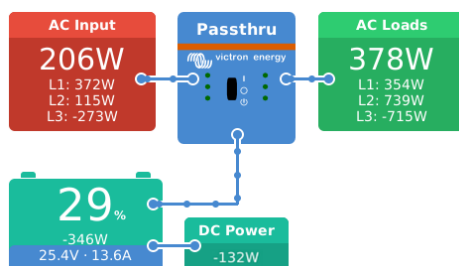 AC Input
206W
L1: 372W
L2: 115W
L3: -273W
Passthru
victron energy
I
AC Loads
378W
L1: 354W
L2: 739W
L3: -715W
29%
-346W
25.4V · 13.6A
DC Power
-132W